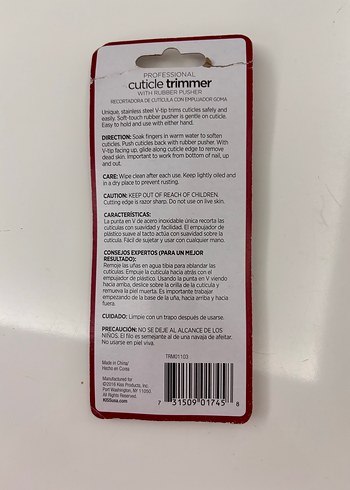 PROFESSIONAL
cuticle trimmer
WITH RUBBER PUSHER
RECORTADORA DE CUTÍCULA CON EMPUJADOR GOMA
Unique, stainless steel V-tip trims cuticles safely and
easily. Soft-touch rubber pusher is gentle on cuticle.
Easy to hold and use with either hand.
DIRECTION: Soak fingers in warm water to soften
cuticles. Push cuticles back with rubber pusher. With
V-tip facing up, glide along cuticle edge to remove
dead skin. Important to work from bottom of nail, up
and out.
CARE: Wipe clean after each use. Keep lightly oiled and
in a dry place to prevent rusting.
CAUTION: KEEP OUT OF REACH OF CHILDREN.
Cutting edge is razor sharp. Do not use on live skin.
CARACTERÍSTICAS:
La punta en V de acero inoxidable única recorta las
cutículas con suavidad y facilidad. El empujador de
plástico suave al tacto actúa con suavidad sobre la
cutícula. Fácil de sujetar y usar con cualquier mano.
CONSEJOS EXPERTOS (PARA UN MEJOR
RESULTADO):
Remoje las uñas en agua tibia para ablandar las
cutículas. Empuje la cutícula hacia atrás con el
empujador de plástico. Usando la punta en V viendo
hacia arriba, deslice sobre la orilla de la cutícula y
remueva la piel muerta. Es importante trabajar
empezando de la base de la uña, hacia arriba y hacia
fuera.
CUIDADO: Limpie con un trapo después de usarse.
PRECAUCIÓN: NO SE DEJE AL ALCANCE DE LOS
NIÑOS. El filo es semejante al de una navaja de afeitar.
No usarse en piel viva.
TRM01103
Made in China/
Hecho en Corea
Manufactured for
©2016 Kiss Products, Inc.
Port Washington, NY 11050
All Rights Reserved.
KISSusa.com
7 31509 01745 8